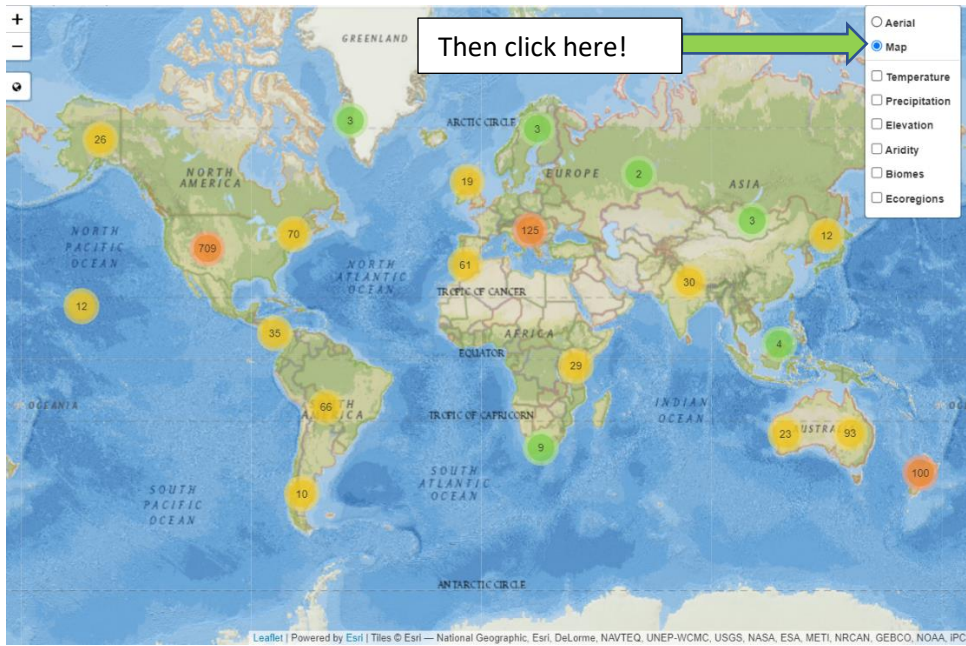 +
−
Then click here!
Aerial
Map
Temperature
Precipitation
Elevation
Aridity
Biomes
Ecoregions
GREENLAND
3
ARCTIC CIRCLE
3
26
NORTH
AMERICA
19
EUROPE
2
ASIA
70
3
NORTH
PACIFIC
OCEAN
709
125
12
61
NORTH
ATLANTIC
OCEAN
30
TROPIC OF CANCER
12
35
AFRICA
4
EQUATOR
29
OCEANIA
66
INDIAN
OCEAN
TROPIC OF CAPRICORN
23
93
9
100
SOUTH
ATLANTIC
OCEAN
SOUTH
PACIFIC
OCEAN
10
ANTARCTIC CIRCLE
Leaflet | Powered by Esri | Tiles © Esri — National Geographic, Esri, DeLorme, NAVTEQ, UNEP-WCMC, USGS, NASA, ESA, METI, NRCAN, GEBCO, NOAA, iPC